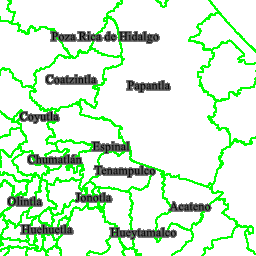 Poza Rica de Hidalgo
Coatzintla
Papantla
Coyutla
Espinal
Chumatlán
Tenampulco
Olintla
Jonotla
Acateno
Huehuetla
Hueytamalco